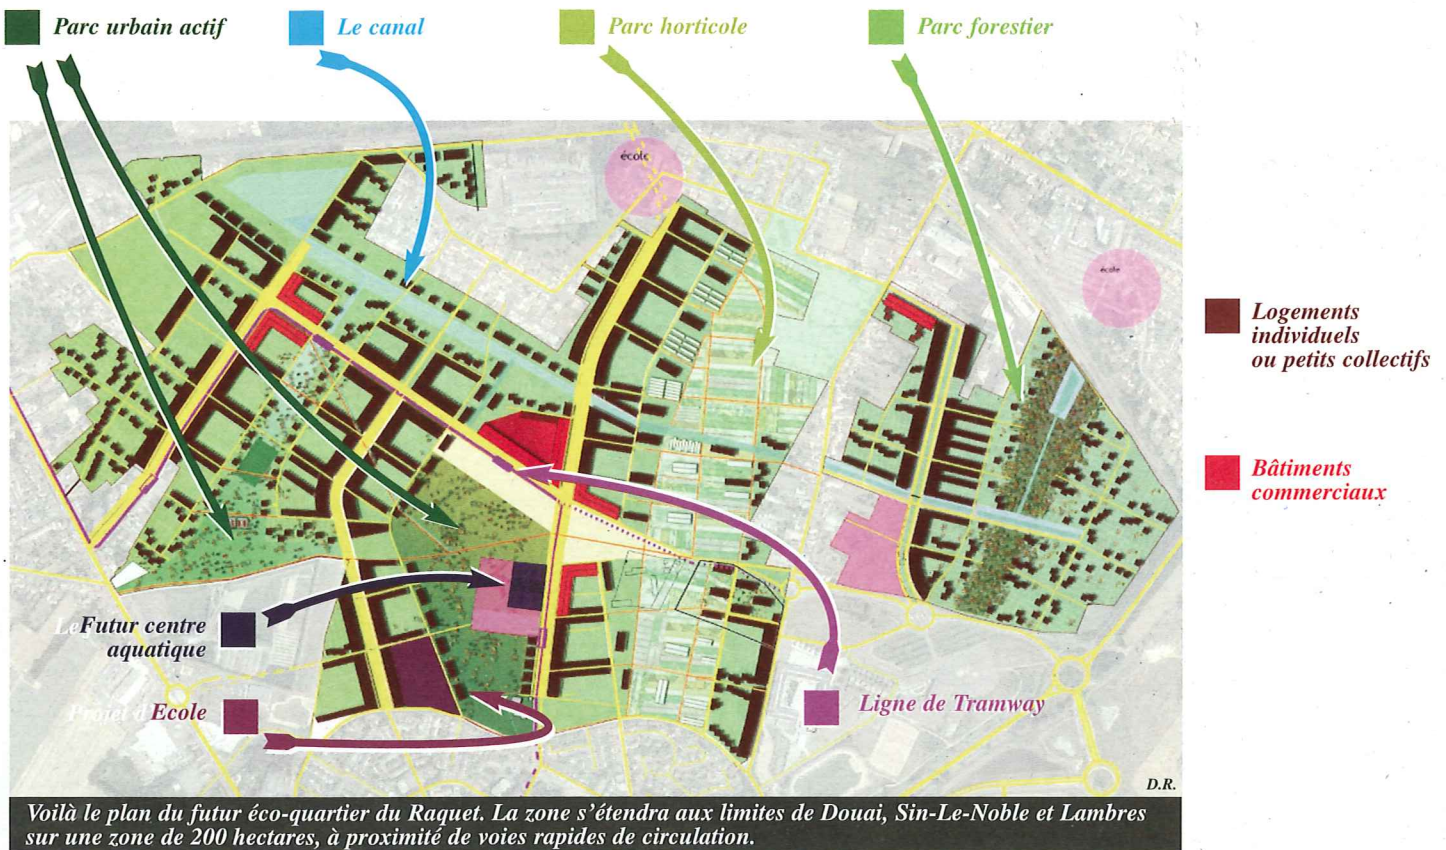 Parc urbain actif
Le canal
Parc horticole
Parc forestier
école
école
Logements
individuels
ou petits collectifs
Bâtiments
commerciaux
Futur centre
aquatique
Ecole
Ligne de Tramway
D.R.
Voilà le plan du futur éco-quartier du Raquet. La zone s'étendra aux limites de Douai, Sin-Le-Noble et Lambres
sur une zone de 200 hectares, à proximité de voies rapides de circulation.